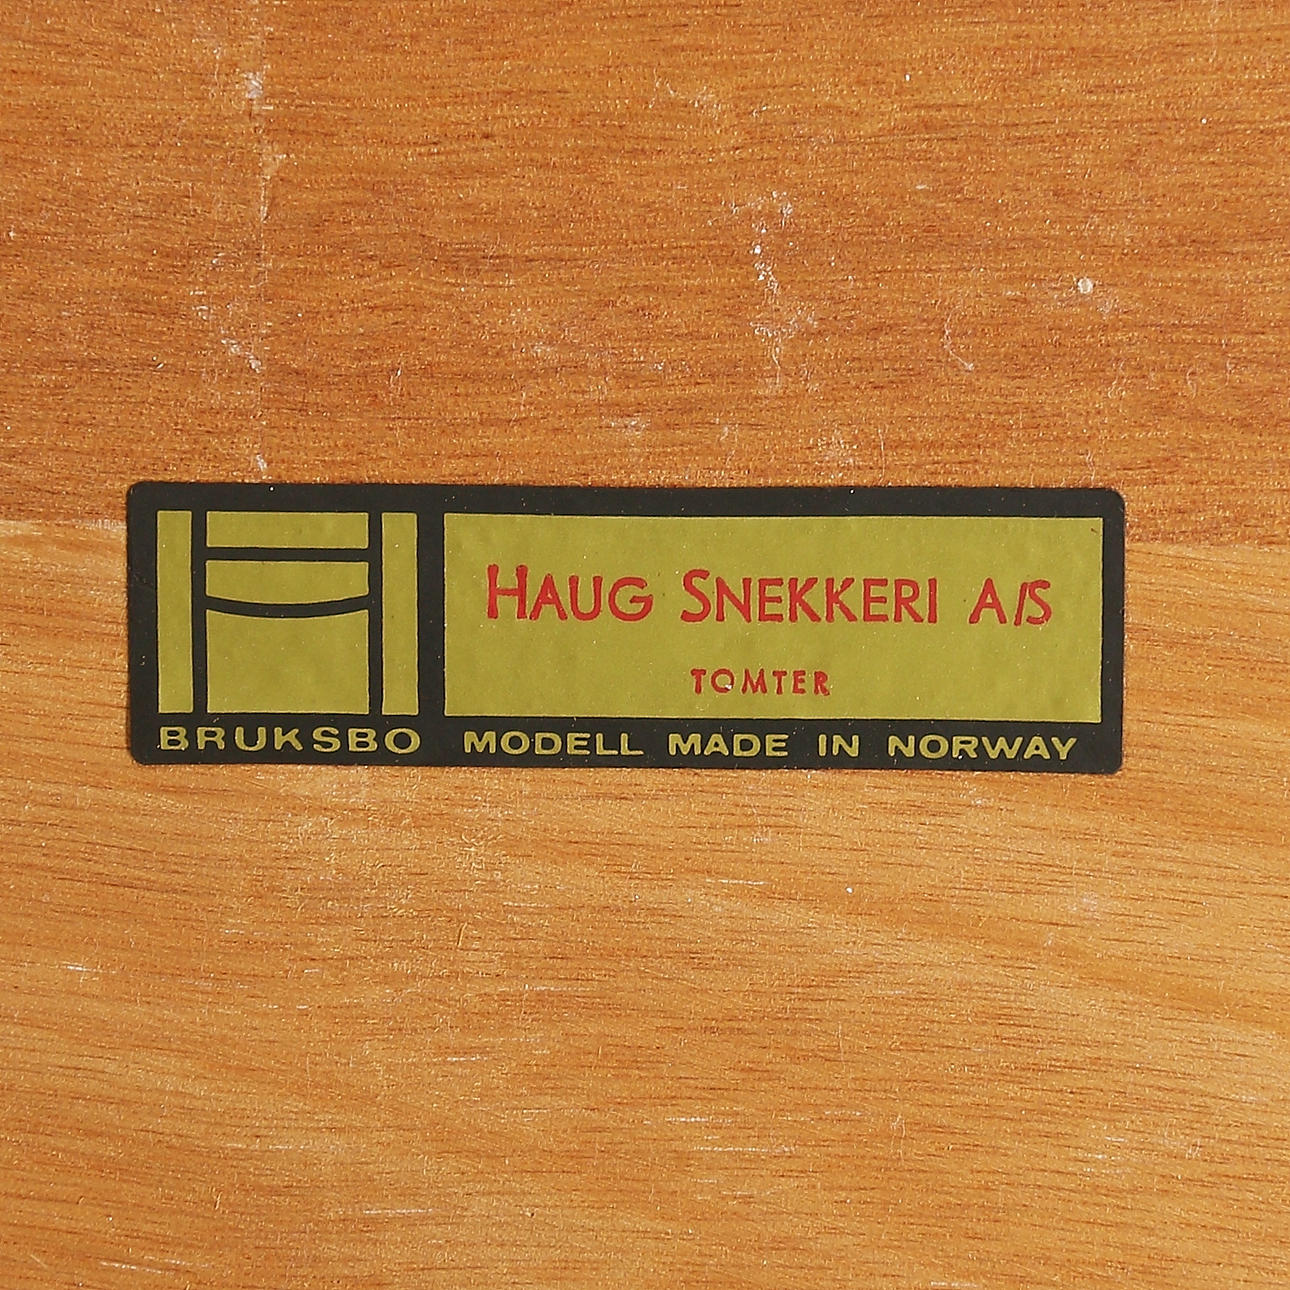 HAUG SNEKKERI A/S
TOMTER
BRUKSBO MODELL MADE IN NORWAY